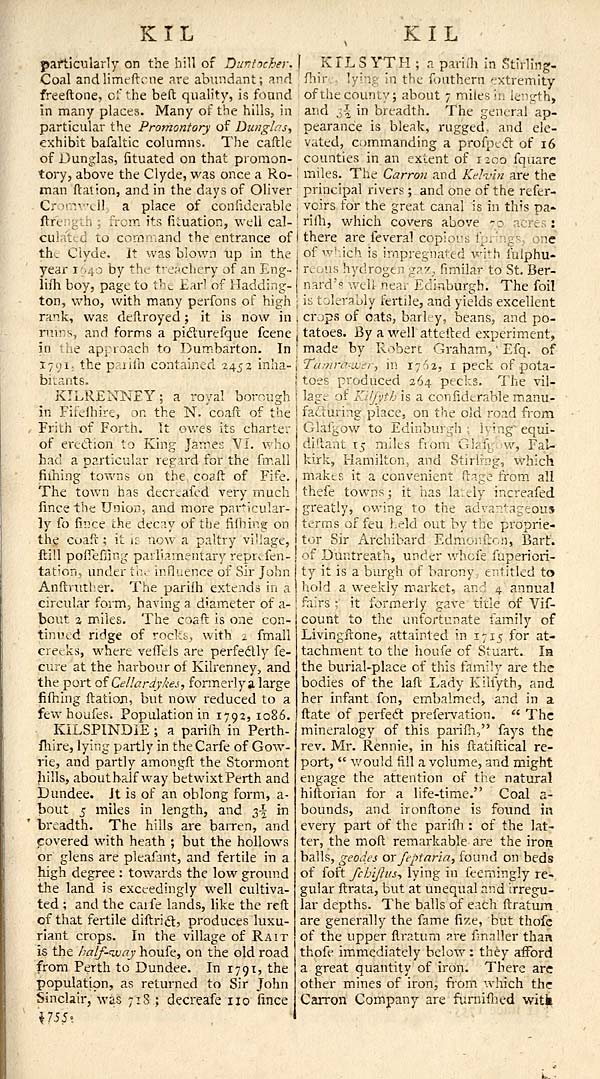 KIL
particularly on the hill of Duntocher.
Coal and limeſtone are abundant; and
freeſtone, of the beſt quality, is found
in many places. Many of the hills, in
particular the Promontory of Dunglas,
exhibit baſaltic columns. The caſtle
of Dunglas, ſituated on that promon-
tory, above the Clyde, was once a Ro-
man ſtation, and in the days of Oliver
Cromwell a place of conſiderable
ſtrength; from its ſituation, well cal-
culated to command the entrance of
the Clyde. It was blown up in the
year 1640 by the treachery of an Eng-
liſh boy, page to the Earl of Hadding-
ton, who, with many perſons of high
rank, was deſtroyed; it is now in
ruins, and forms a pictureſque ſcene
in the approach to Dumbarton. In
1791, the pariſh contained 2452 inha-
bitants.
KILRENNEY; a royal borough
in Fifeſhire, on the N. coaſt of the
Frith of Forth. It owes its charter
of erection to King James VI. who
had a particular regard for the ſmall
fiſhing towns on the coaſt of Fife.
The town has decreaſed very much
ſince the Union, and more particular-
ly ſo ſince the decay of the fiſhing on
the coaſt; it is now a paltry village,
ſtill poſſeſſing parliamentary repreſen-
tation, under the influence of Sir John
Anſtruther. The pariſh extends in a
circular form, having a diameter of a-
bout 2 miles. The coaſt is one con-
tinued ridge of rocks, with 2 ſmall
creeks, where veſſels are perfectly ſe-
cure at the harbour of Kilrenney, and
the port of Cellardykes, formerly a large
fiſhing ſtation, but now reduced to a
few houſes. Population in 1792, 1086.
KILSPINDIE; a pariſh in Perth-
ſhire, lying partly in the Carſe of Gow-
rie, and partly amongſt the Stormont
hills, about half way betwixt Perth and
Dundee. It is of an oblong form, a-
bout 5 miles in length, and 3½ in
breadth. The hills are barren, and
covered with heath; but the hollows
or glens are pleaſant, and fertile in a
high degree: towards the low ground
the land is exceedingly well cultiva-
ted; and the carſe lands, like the reſt
of that fertile diſtrict, produces luxu-
riant crops. In the village of RAIT
is the half-way houſe, on the old road
from Perth to Dundee. In 1791, the
population, as returned to Sir John
Sinclair, was 718; decreaſe 110 ſince
1755.
KIL
KILSYTH; a pariſh in Stirling-
ſhire, lying in the ſouthern extremity
of the county; about 7 miles in length,
and 3½ in breadth. The general ap-
pearance is bleak, rugged, and ele-
vated, commanding a proſpect of 16
counties in an extent of 1200 ſquare
miles. The Carron and Kelvin are the
principal rivers; and one of the reſer-
voirs for the great canal is in this pa-
riſh, which covers above 70 acres:
there are ſeveral copious ſprings, one
of which is impregnated with ſulphu-
reous hydrogen gaz, ſimilar to St. Ber-
nard's well near Edinburgh. The ſoil
is tolerably fertile, and yields excellent
crops of oats, barley, beans, and po-
tatoes. By a well atteſted experiment,
made by Robert Graham, Eſq. of
Tamrawer, in 1762, 1 peck of pota-
toes produced 264 pecks. The vil-
lage of Kilſyth is a conſiderable manu-
facturing place, on the old road from
Glaſgow to Edinburgh; lying equi-
diſtant 15 miles from Glaſgow, Fal-
kirk, Hamilton, and Stirling, which
makes it a convenient ſtage from all
theſe towns; it has lately increaſed
greatly, owing to the advantageous
terms of feu held out by the proprie-
tor Sir Archibard Edmonſton, Bart.
of Duntreath, under whoſe ſuperiori-
ty it is a burgh of barony, entitled to
hold a weekly market, and 4 annual
fairs; it formerly gave title of Viſ-
count to the unfortunate family of
Livingſtone, attainted in 1715 for at-
tachment to the houſe of Stuart. In
the burial-place of this family are the
bodies of the laſt Lady Kilſyth, and
her infant ſon, embalmed, and in a
ſtate of perfect preſervation. " The
mineralogy of this pariſh," ſays the
rev. Mr. Rennie, in his ſtatiſtical re-
port, " would fill a volume, and might
engage the attention of the natural
hiſtorian for a life-time." Coal a-
bounds, and ironſtone is found in
every part of the pariſh: of the lat-
ter, the moſt remarkable are the iron
balls, geodes or ſeptaria, found on beds
of ſoft ſchiſtus, lying in ſeemingly re-
gular ſtrata, but at unequal and irregu-
lar depths. The balls of each ſtratum
are generally the ſame ſize, but thoſe
of the upper ſtratum are ſmaller than
thoſe immediately below: they afford
a great quantity of iron. There are
other mines of iron, from which the
Carron Company are furniſhed with